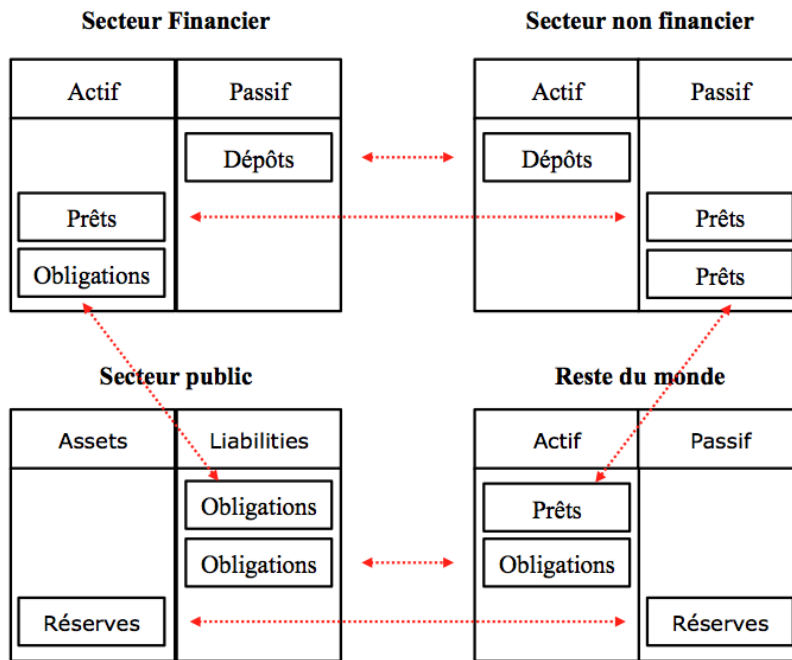 Secteur Financier
Secteur non financier
Actif
Passif
Actif
Passif
Dépôts
Dépôts
Prêts
Prêts
Obligations
Prêts
Secteur public
Reste du monde
Assets
Liabilities
Actif
Passif
Obligations
Prêts
Obligations
Obligations
Réserves
Réserves